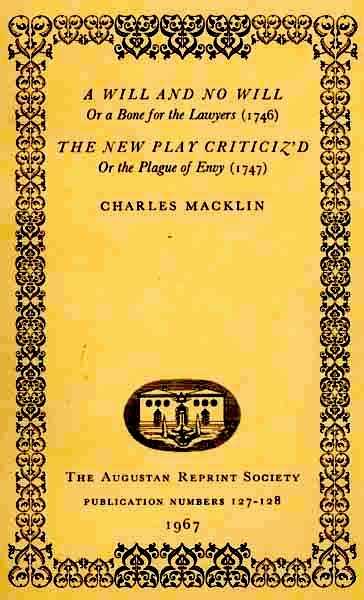 A WILL AND NO WILL
Or a Bone for the Lawyers (1746)
THE NEW PLAY CRITICIZ'D
Or the Plague of Envy (1747)
CHARLES MACKLIN
THE AUGUSTAN REPRINT SOCIETY
PUBLICATION NUMBERS 127-128
1967